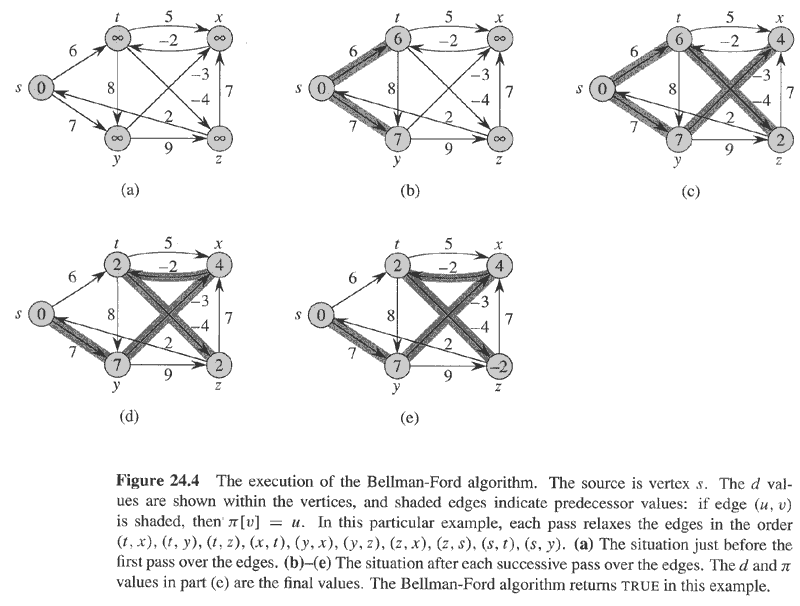 t 5 x
6 ∞ −2 ∞
s 0 8 −3 7
−4
7 2
∞ 9 ∞
y z
(a)
t 5 x
6 6 −2 ∞
s 0 8 −3 7
−4
7 2
7 9 ∞
y z
(b)
t 5 x
6 6 −2 4
s 0 8 −3 7
−4
7 2
7 9 2
y z
(c)
t 5 x
6 2 −2 4
s 0 8 −3 7
−4
7 2
7 9 2
y z
(d)
t 5 x
6 2 −2 4
s 0 8 −3 7
−4
7 2
7 9 −2
y z
(e)
Figure 24.4 The execution of the Bellman-Ford algorithm. The source is vertex s. The d val-
ues are shown within the vertices, and shaded edges indicate predecessor values: if edge (u, v)
is shaded, then π[v] = u. In this particular example, each pass relaxes the edges in the order
(t, x), (t, y), (t, z), (x, t), (y, x), (y, z), (z, x), (z, s), (s, t), (s, y). (a) The situation just before the
first pass over the edges. (b)–(e) The situation after each successive pass over the edges. The d and π
values in part (e) are the final values. The Bellman-Ford algorithm returns TRUE in this example.